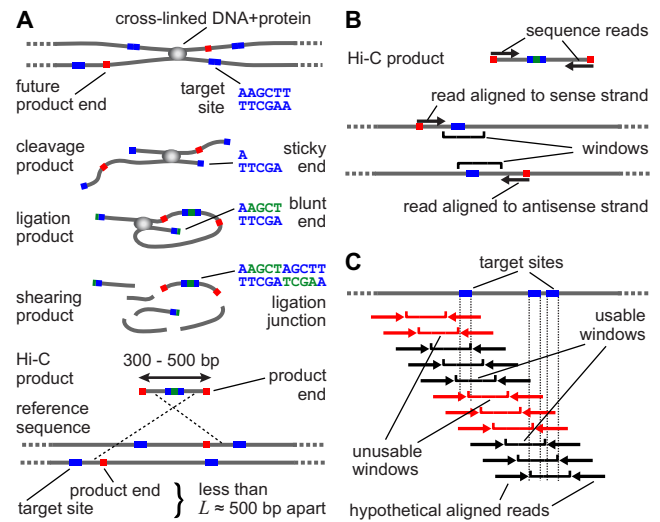 A
cross-linked DNA+protein
future
product end
target
site
AAGCTT
TTCGAA
cleavage
product
A
TTCGA
sticky
end
ligation
product
AAGCT
TTCGA
blunt
end
shearing
product
AAGCTAGCTT
TTCGATCGAA
ligation
junction
Hi-C
product
300 - 500 bp
product
end
reference
sequence
target site
product end
} less than
L ≈ 500 bp apart
B
sequence reads
Hi-C product
read aligned to sense strand
windows
read aligned to antisense strand
C
target sites
usable
windows
unusable
windows
hypothetical aligned reads